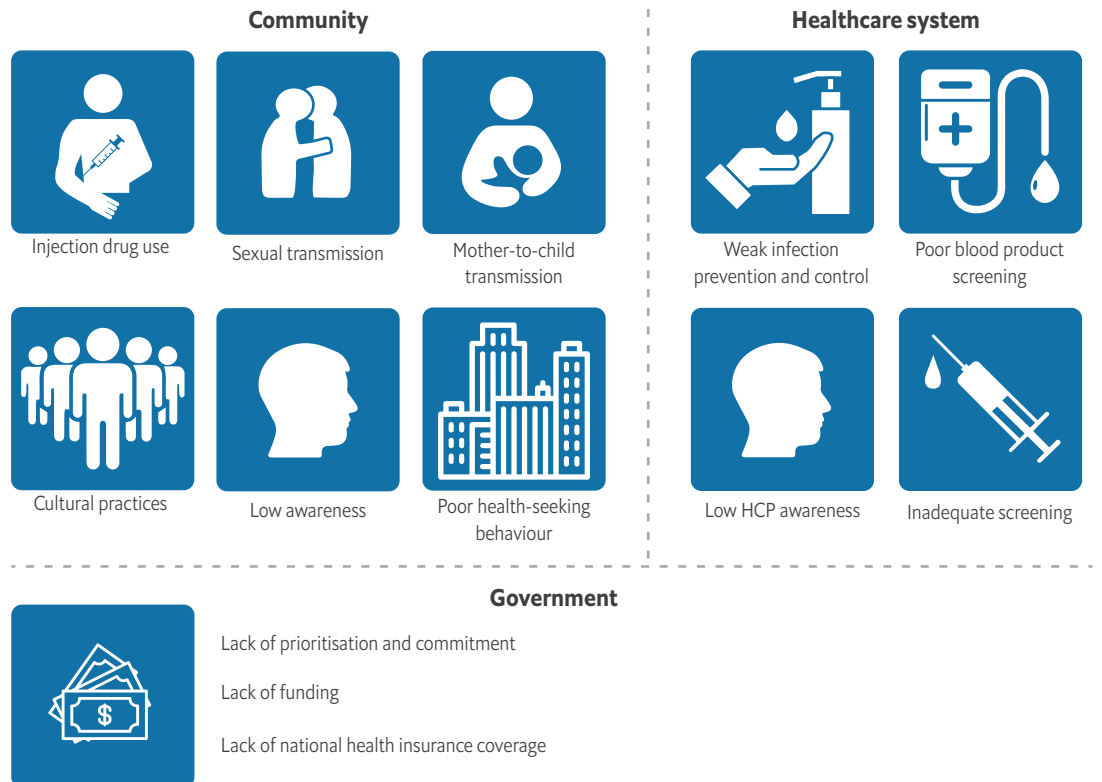 Community
Injection drug use
Sexual transmission
Mother-to-child
transmission
Cultural practices
Low awareness
Poor health-seeking
behaviour
Healthcare system
Weak infection
prevention and control
Poor blood product
screening
Low HCP awareness
Inadequate screening
Government
$
Lack of prioritisation and commitment
Lack of funding
Lack of national health insurance coverage